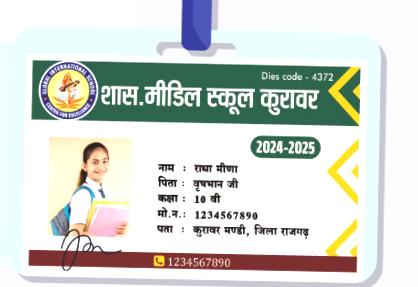 Dies code - 4372
GLOBAL INTERNATIONAL SCHOOL
CENTER FOR EXCELLENCE
शास.मीडिल स्कूल कुरावर
2024-2025
नाम : राधा मीणा
पिता : वृषभान जी
कक्षा : 10 वी
मो.न.: 1234567890
पता : कुरावर मण्डी, जिला राजगढ़
1234567890